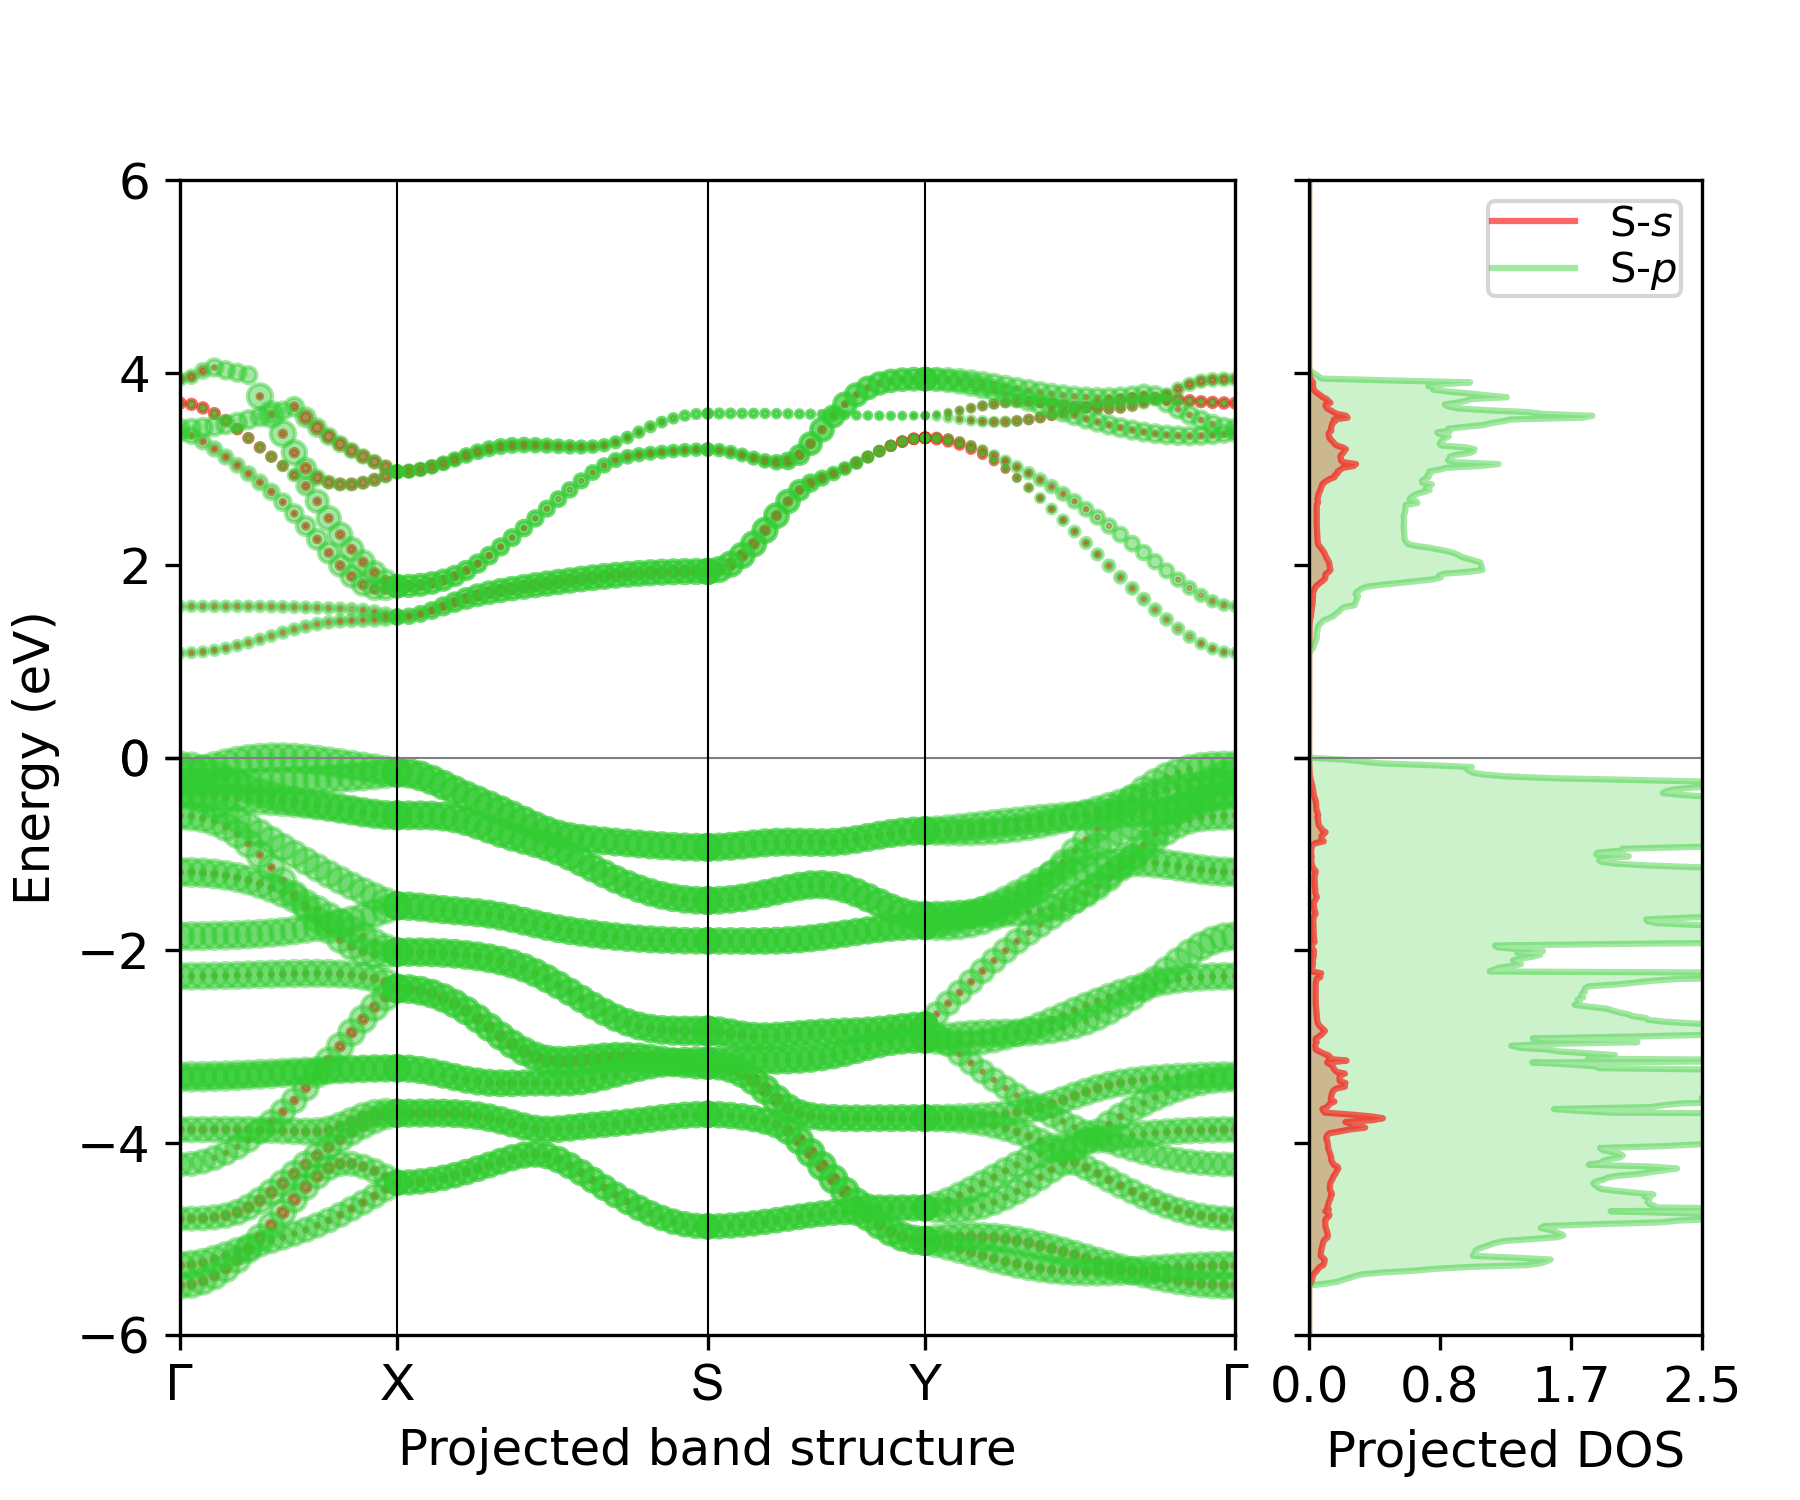 6
4
2
0
−2
−4
−6
Energy (eV)
Γ X S Y Γ
Projected band structure
S-s
S-p
0.0 0.8 1.7 2.5
Projected DOS